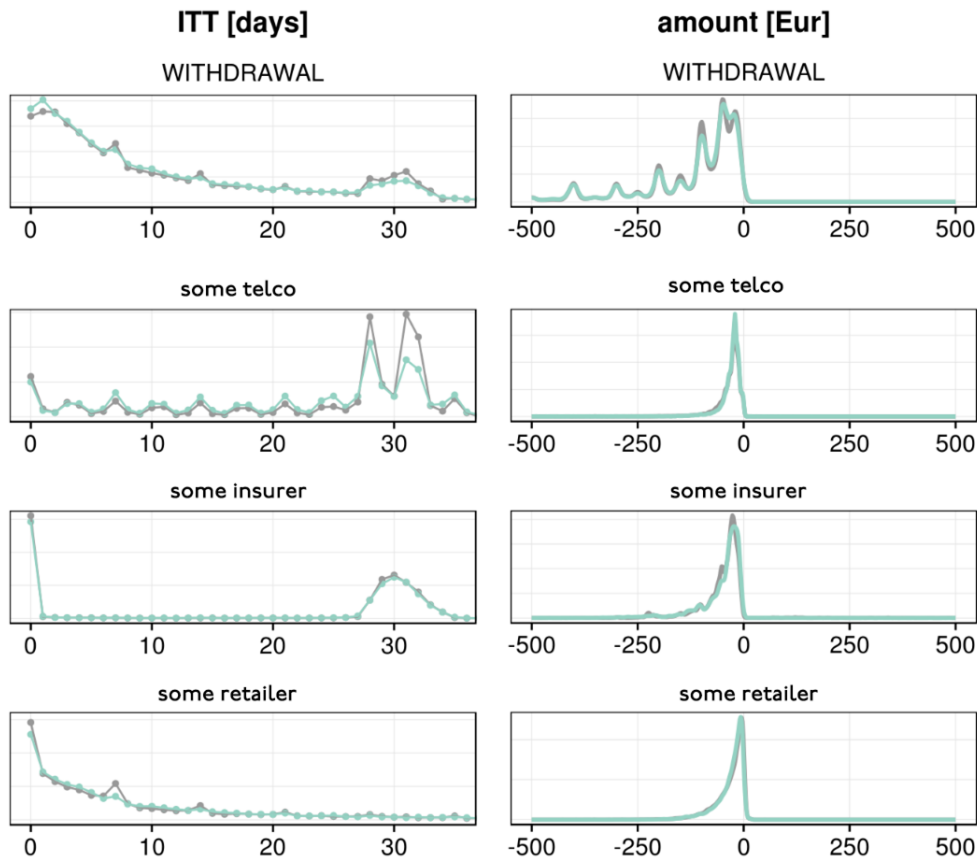 ITT [days]
amount [Eur]
WITHDRAWAL
WITHDRAWAL
0 10 20 30
-500 -250 0 250 500
some telco
some telco
0 10 20 30
-500 -250 0 250 500
some insurer
some insurer
0 10 20 30
-500 -250 0 250 500
some retailer
some retailer
0 10 20 30
-500 -250 0 250 500